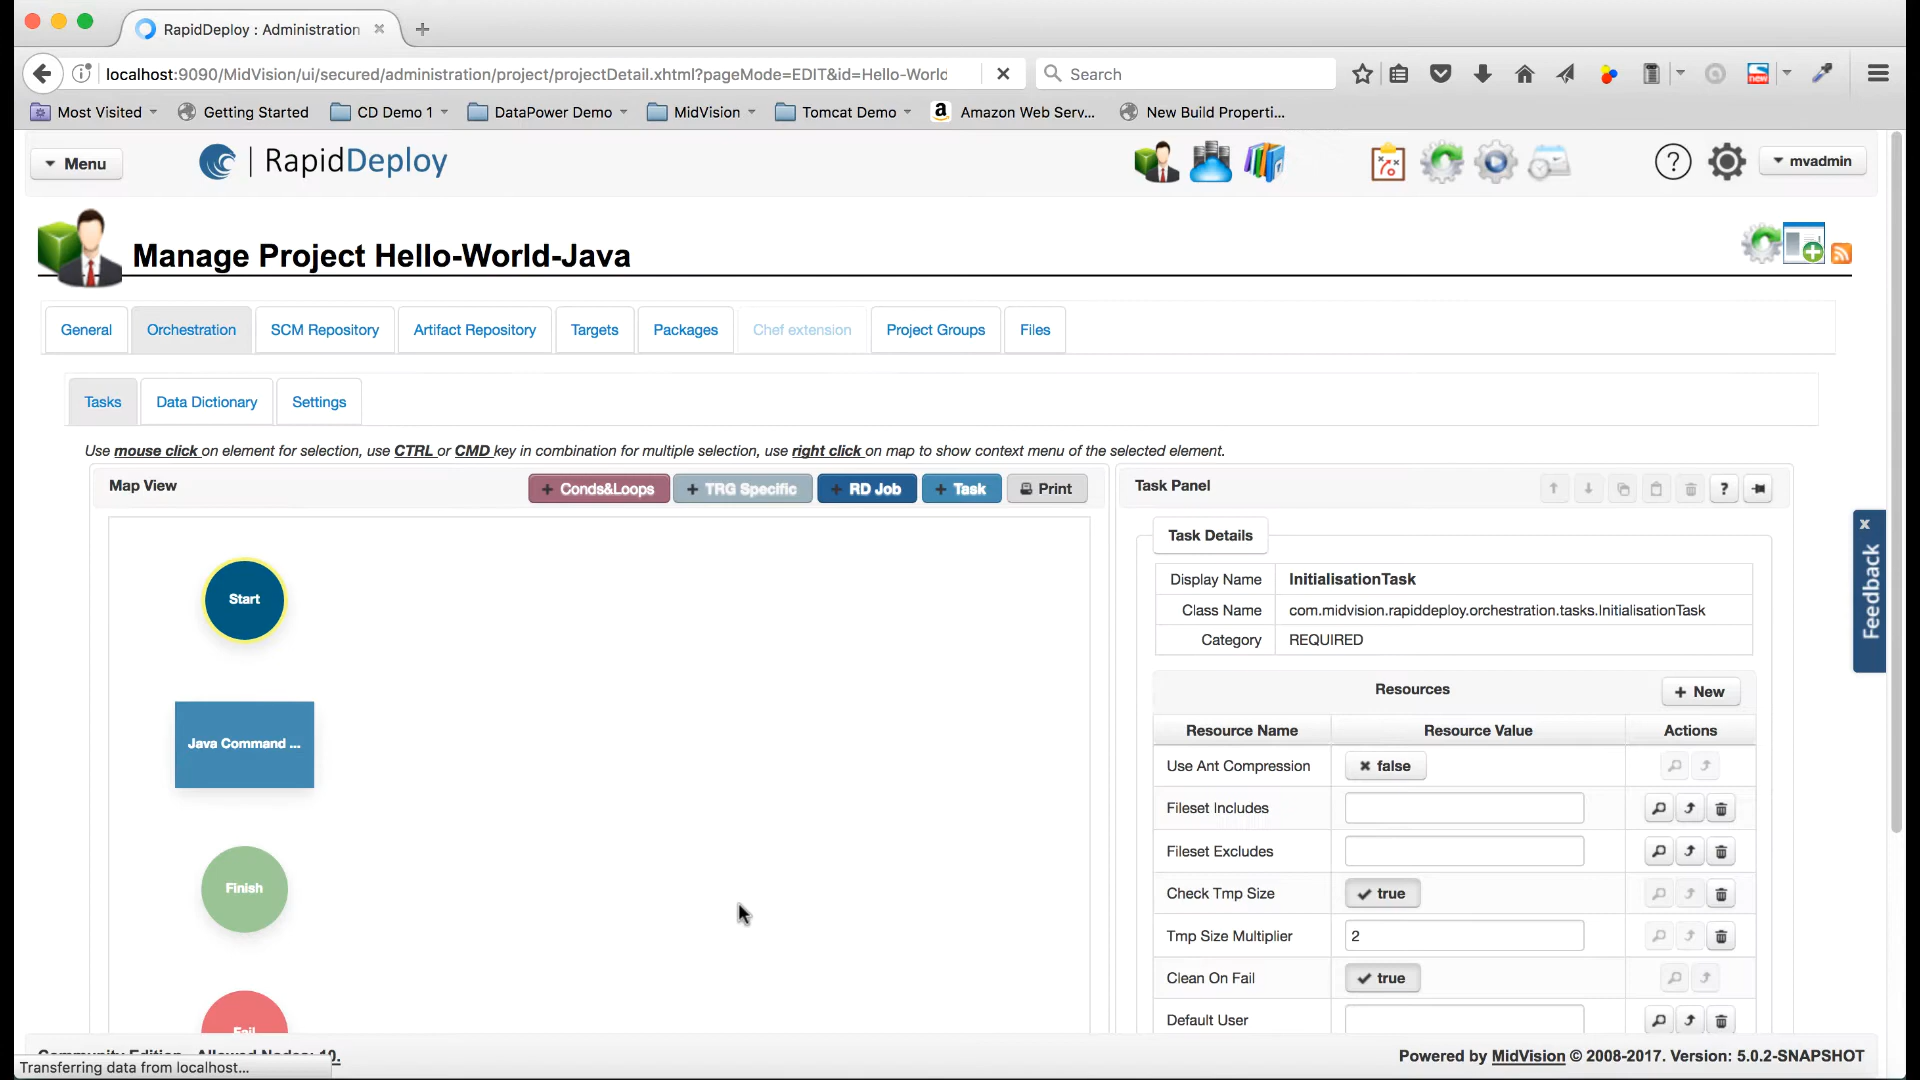 RapidDeploy : Administration
localhost:9090/MidVision/ui/secured/administration/project/projectDetail.xhtml?pageMode=EDIT&id=Hello-World
Search
Most Visited
Getting Started
CD Demo 1
DataPower Demo
MidVision
Tomcat Demo
Amazon Web Serv...
New Build Properti...
Menu
RapidDeploy
mvadmin
Manage Project Hello-World-Java
General
Orchestration
SCM Repository
Artifact Repository
Targets
Packages
Chef extension
Project Groups
Files
Tasks
Data Dictionary
Settings
Use mouse click on element for selection, use CTRL or CMD key in combination for multiple selection, use right click on map to show context menu of the selected element.
Map View
+ Conds&Loops
+ TRG Specific
+ RD Job
+ Task
Print
Task Panel
?
Feedback
x
Start
Java Command ...
Finish
Fail
Task Details
Display Name InitialisationTask
Class Name com.midvision.rapiddeploy.orchestration.tasks.InitialisationTask
Category REQUIRED
Resources
+ New
Resource Name Resource Value Actions
Use Ant Compression false
Fileset Includes
Fileset Excludes
Check Tmp Size true
Tmp Size Multiplier 2
Clean On Fail true
Default User
Community Edition - Allowed Nodes: 10.
Transferring data from localhost...
Powered by MidVision © 2008-2017. Version: 5.0.2-SNAPSHOT